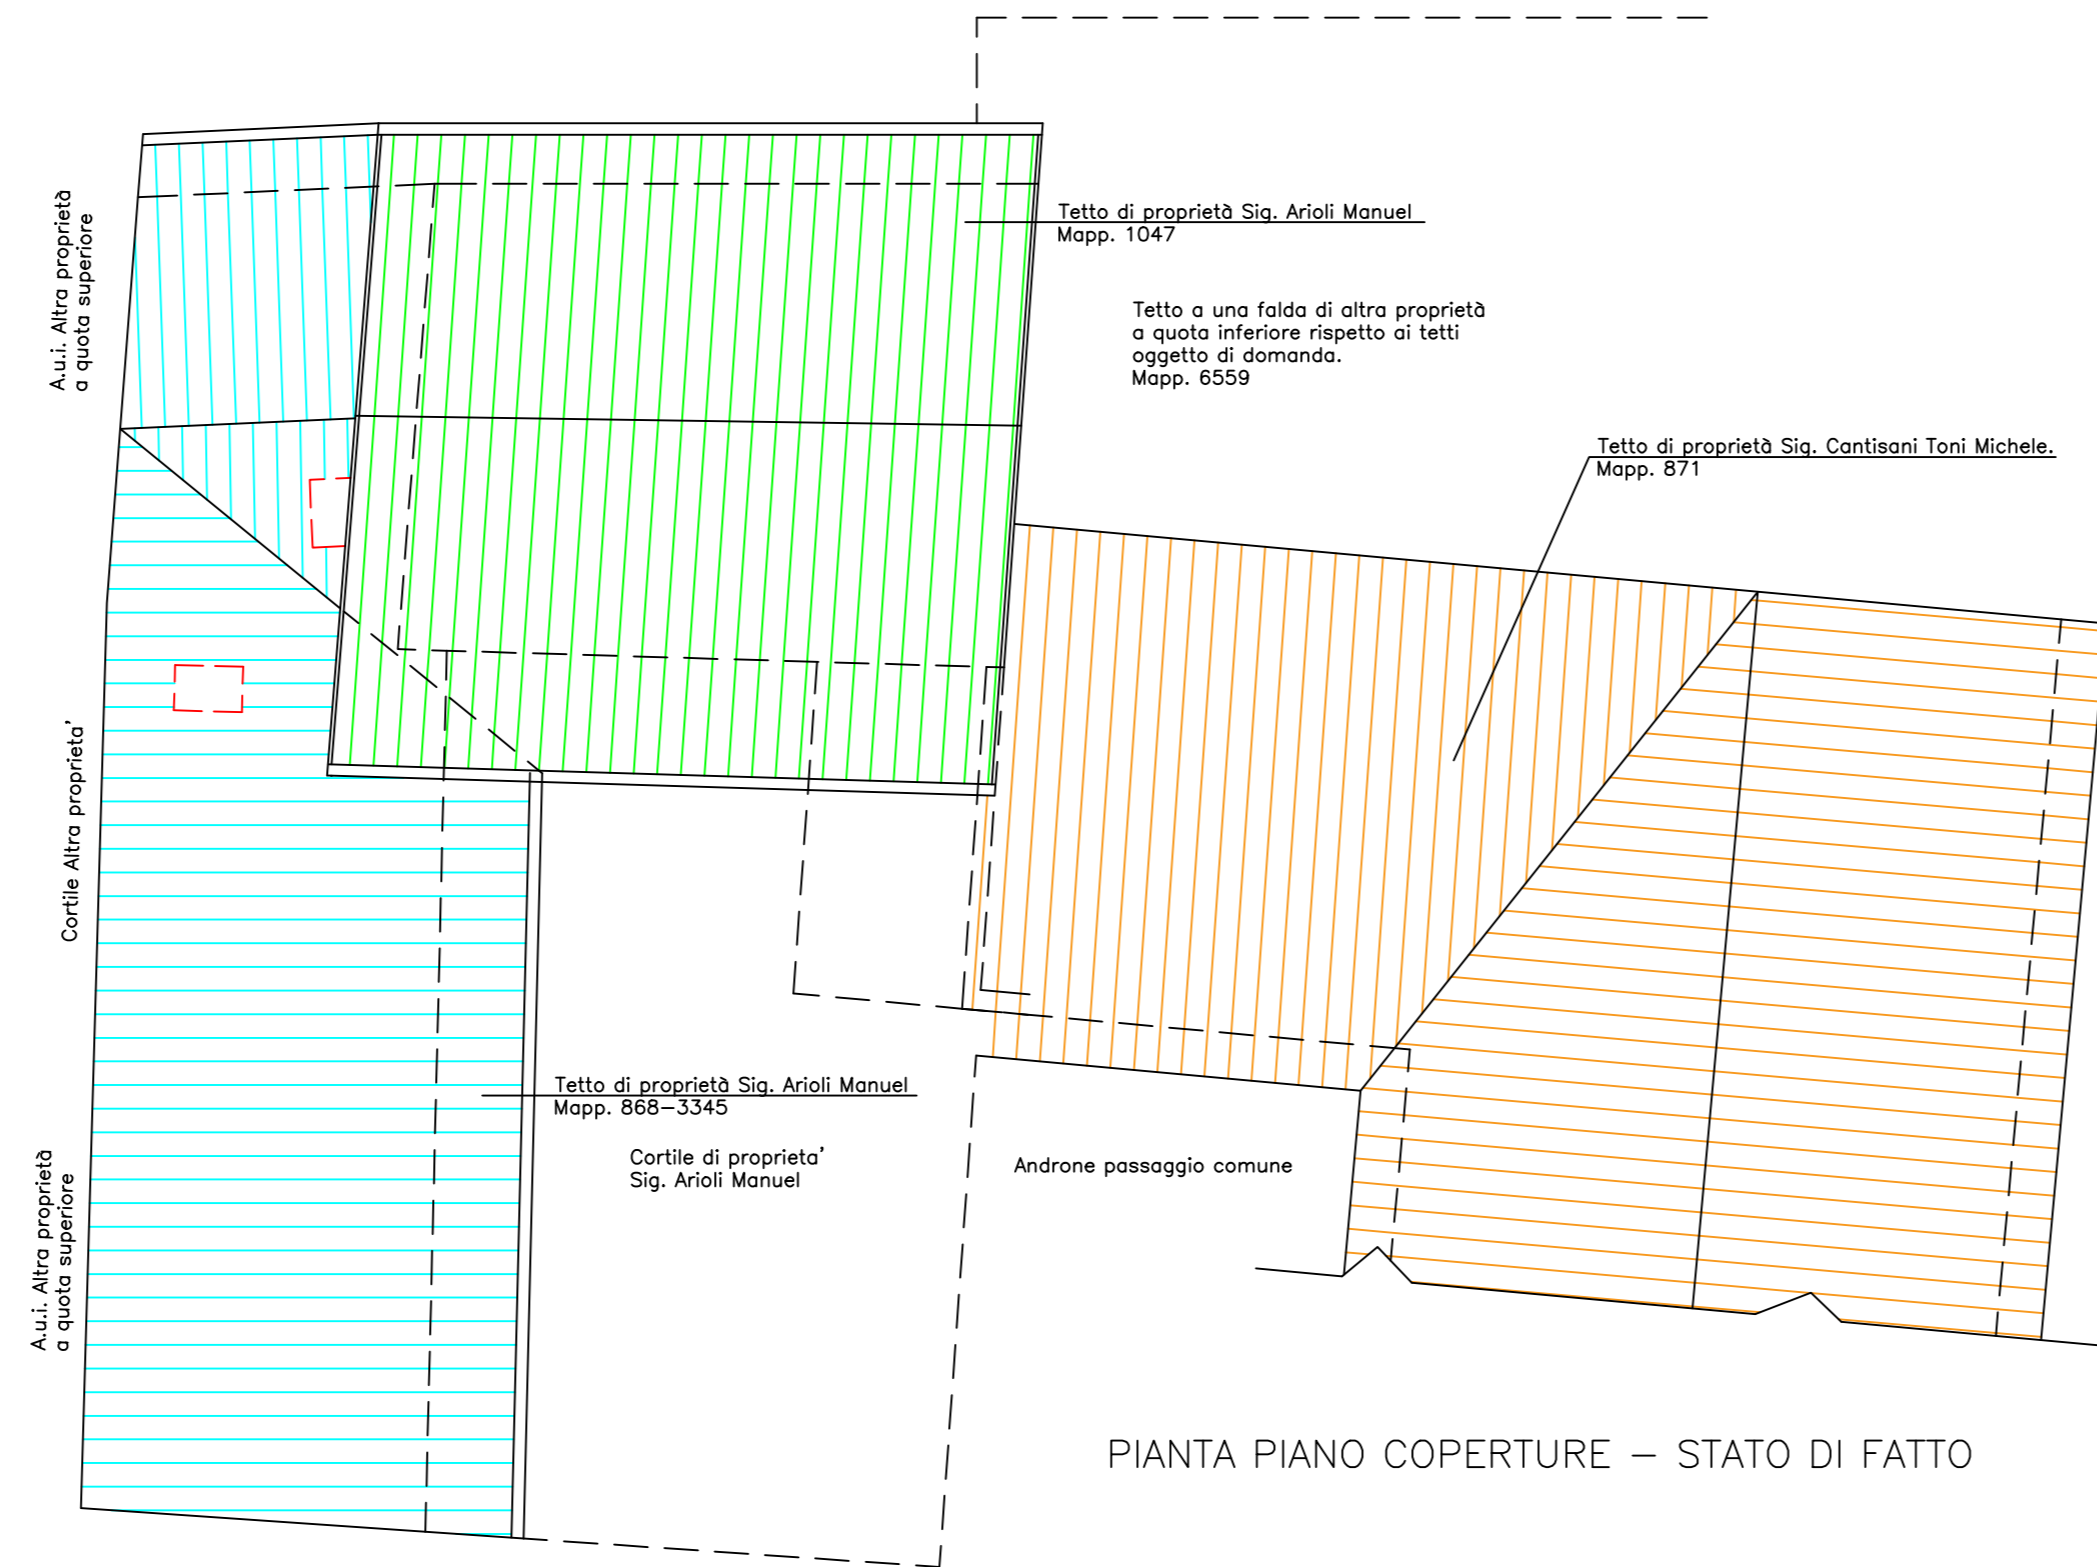 A.u.i. Altra proprietà
a quota superiore
Tetto di proprietà Sig. Arioli Manuel
Mapp. 1047
Tetto a una falda di altra proprietà
a quota inferiore rispetto ai tetti
oggetto di domanda.
Mapp. 6559
Tetto di proprietà Sig. Cantisani Toni Michele.
Mapp. 871
Cortile Altra proprieta'
Tetto di proprietà Sig. Arioli Manuel
Mapp. 868-3345
Cortile di proprieta'
Sig. Arioli Manuel
Androne passaggio comune
A.u.i. Altra proprietà
a quota superiore
PIANTA PIANO COPERTURE - STATO DI FATTO